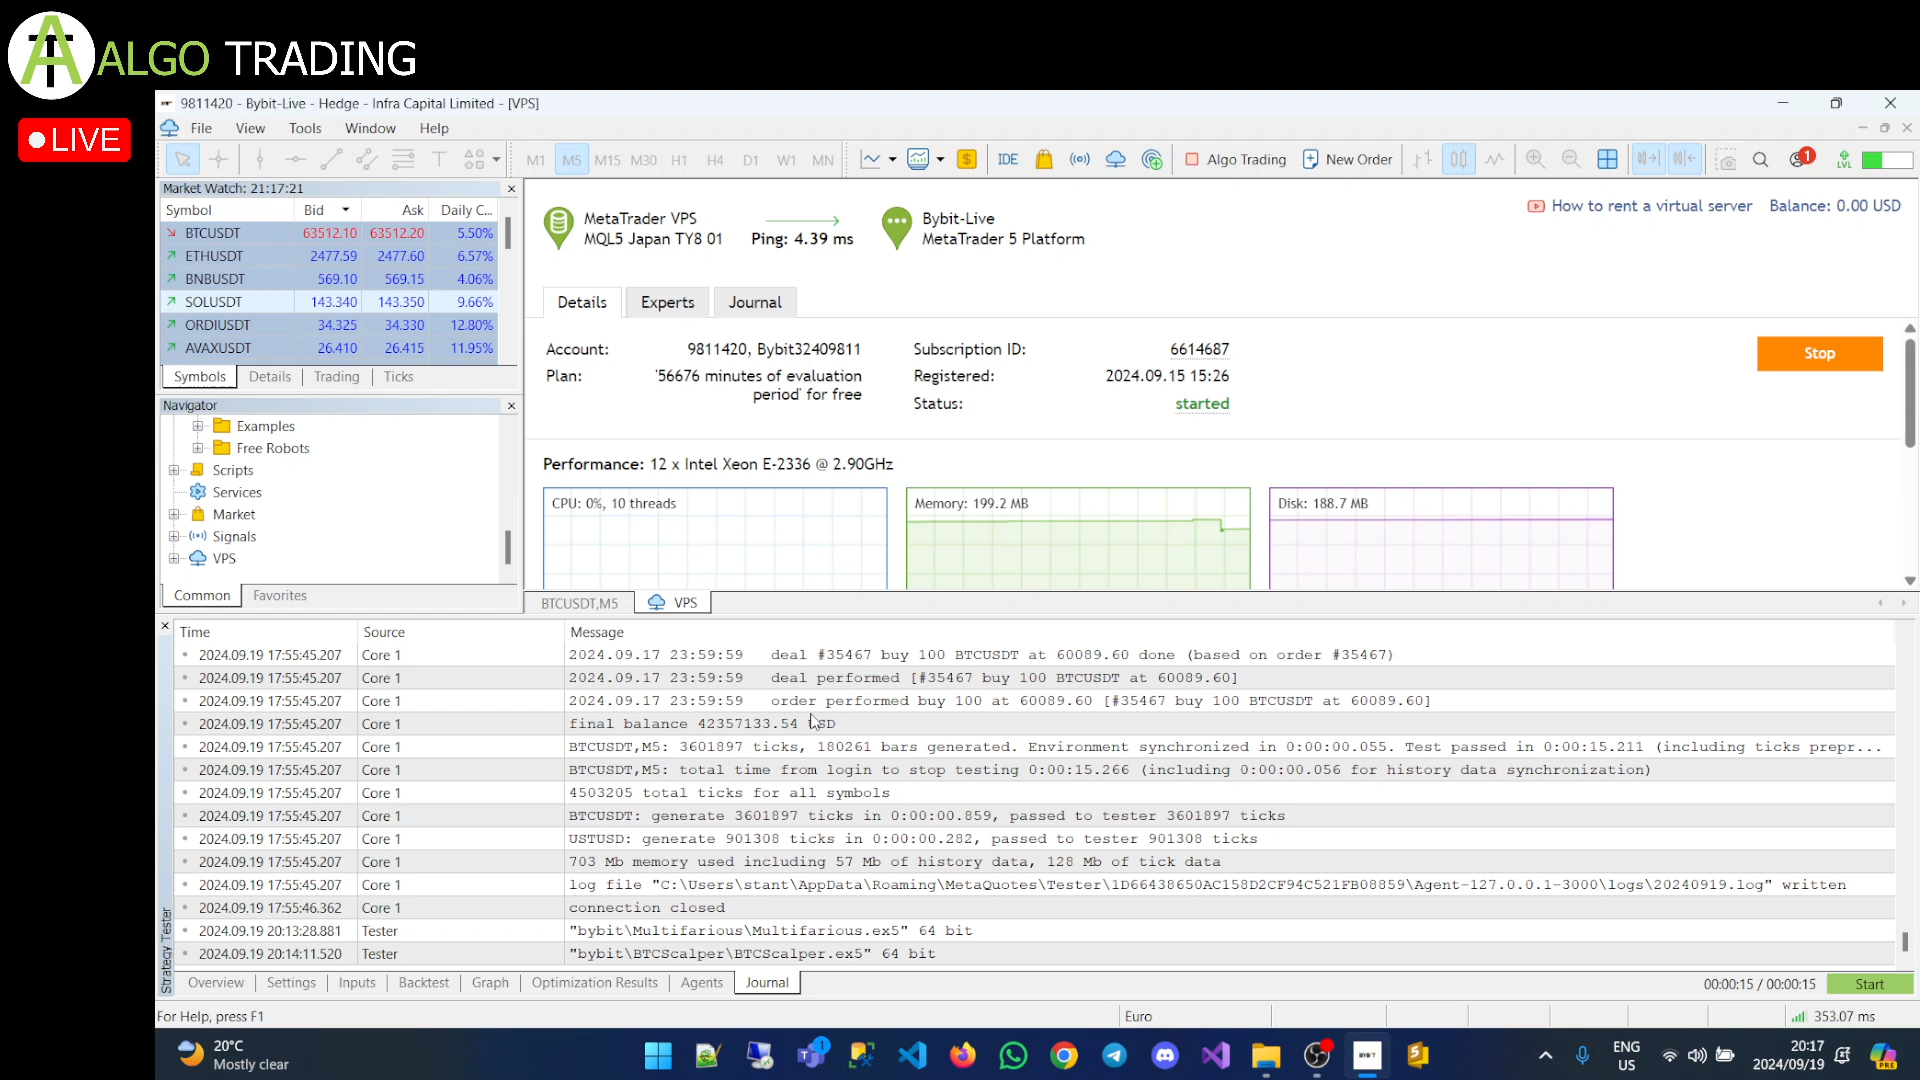 ALGO TRADING
LIVE
9811420 - Bybit-Live - Hedge - Infra Capital Limited - [VPS]
File View Tools Window Help
M1 M5 M15 M30 H1 H4 D1 W1 MN IDE Algo Trading New Order 1 LVL
Market Watch: 21:17:21
Symbol Bid Ask Daily C...
BTCUSDT 63512.10 63512.20 5.50%
ETHUSDT 2477.59 2477.60 6.57%
BNBUSDT 569.10 569.15 4.06%
SOLUSDT 143.340 143.350 9.66%
ORDIUSDT 34.325 34.330 12.80%
AVAXUSDT 26.410 26.415 11.95%
Symbols Details Trading Ticks
Navigator
Examples
Free Robots
Scripts
Services
Market
Signals
VPS
Common Favorites
MetaTrader VPS
MQL5 Japan TY8 01
Ping: 4.39 ms
Bybit-Live
MetaTrader 5 Platform
How to rent a virtual server Balance: 0.00 USD
Details Experts Journal
Account: 9811420, Bybit32409811 Subscription ID: 6614687
Plan: '56676 minutes of evaluation period' for free Registered: 2024.09.15 15:26
Status: started
Stop
Performance: 12 x Intel Xeon E-2336 @ 2.90GHz
CPU: 0%, 10 threads Memory: 199.2 MB Disk: 188.7 MB
BTCUSDT,M5 VPS
Time Source Message
2024.09.19 17:55:45.207 Core 1 2024.09.17 23:59:59 deal #35467 buy 100 BTCUSDT at 60089.60 done (based on order #35467)
2024.09.19 17:55:45.207 Core 1 2024.09.17 23:59:59 deal performed [#35467 buy 100 BTCUSDT at 60089.60]
2024.09.19 17:55:45.207 Core 1 2024.09.17 23:59:59 order performed buy 100 at 60089.60 [#35467 buy 100 BTCUSDT at 60089.60]
2024.09.19 17:55:45.207 Core 1 final balance 42357133.54 USD
2024.09.19 17:55:45.207 Core 1 BTCUSDT,M5: 3601897 ticks, 180261 bars generated. Environment synchronized in 0:00:00.055. Test passed in 0:00:15.211 (including ticks prepr...
2024.09.19 17:55:45.207 Core 1 BTCUSDT,M5: total time from login to stop testing 0:00:15.266 (including 0:00:00.056 for history data synchronization)
2024.09.19 17:55:45.207 Core 1 4503205 total ticks for all symbols
2024.09.19 17:55:45.207 Core 1 BTCUSDT: generate 3601897 ticks in 0:00:00.859, passed to tester 3601897 ticks
2024.09.19 17:55:45.207 Core 1 USTUSD: generate 901308 ticks in 0:00:00.282, passed to tester 901308 ticks
2024.09.19 17:55:45.207 Core 1 703 Mb memory used including 57 Mb of history data, 128 Mb of tick data
2024.09.19 17:55:45.207 Core 1 log file "C:\Users\stant\AppData\Roaming\MetaQuotes\Tester\1D66438650AC158D2CF94C521FB08859\Agent-127.0.0.1-3000\logs\20240919.log" written
2024.09.19 17:55:46.362 Core 1 connection closed
2024.09.19 20:13:28.881 Tester "bybit\Multifarious\Multifarious.ex5" 64 bit
2024.09.19 20:14:11.520 Tester "bybit\BTCScalper\BTCScalper.ex5" 64 bit
Strategy Tester
Overview Settings Inputs Backtest Graph Optimization Results Agents Journal 00:00:15 / 00:00:15 Start
For Help, press F1 Euro 353.07 ms
20°C
Mostly clear
1
BYBIT
ENG
US
20:17
2024/09/19
PRE